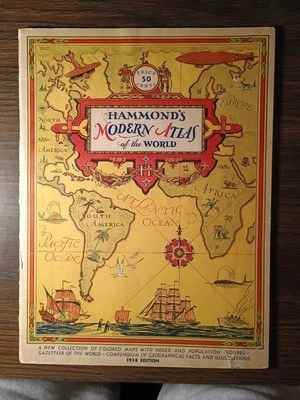 PRICE
50
CENTS
EUROPE
HAMMOND'S
MODERN ATLAS
of the WORLD
NORTH
AMERICA
H
AFRICA
ATLANTIC
OCEAN
SOUTH
AMERICA
PACIFIC
OCEAN
A NEW COLLECTION OF COLORED MAPS WITH INDEX AND POPULATION FIGURES—
GAZETTEER OF THE WORLD—COMPENDIUM OF GEOGRAPHICAL FACTS AND ILLUSTRATIONS
1938 EDITION